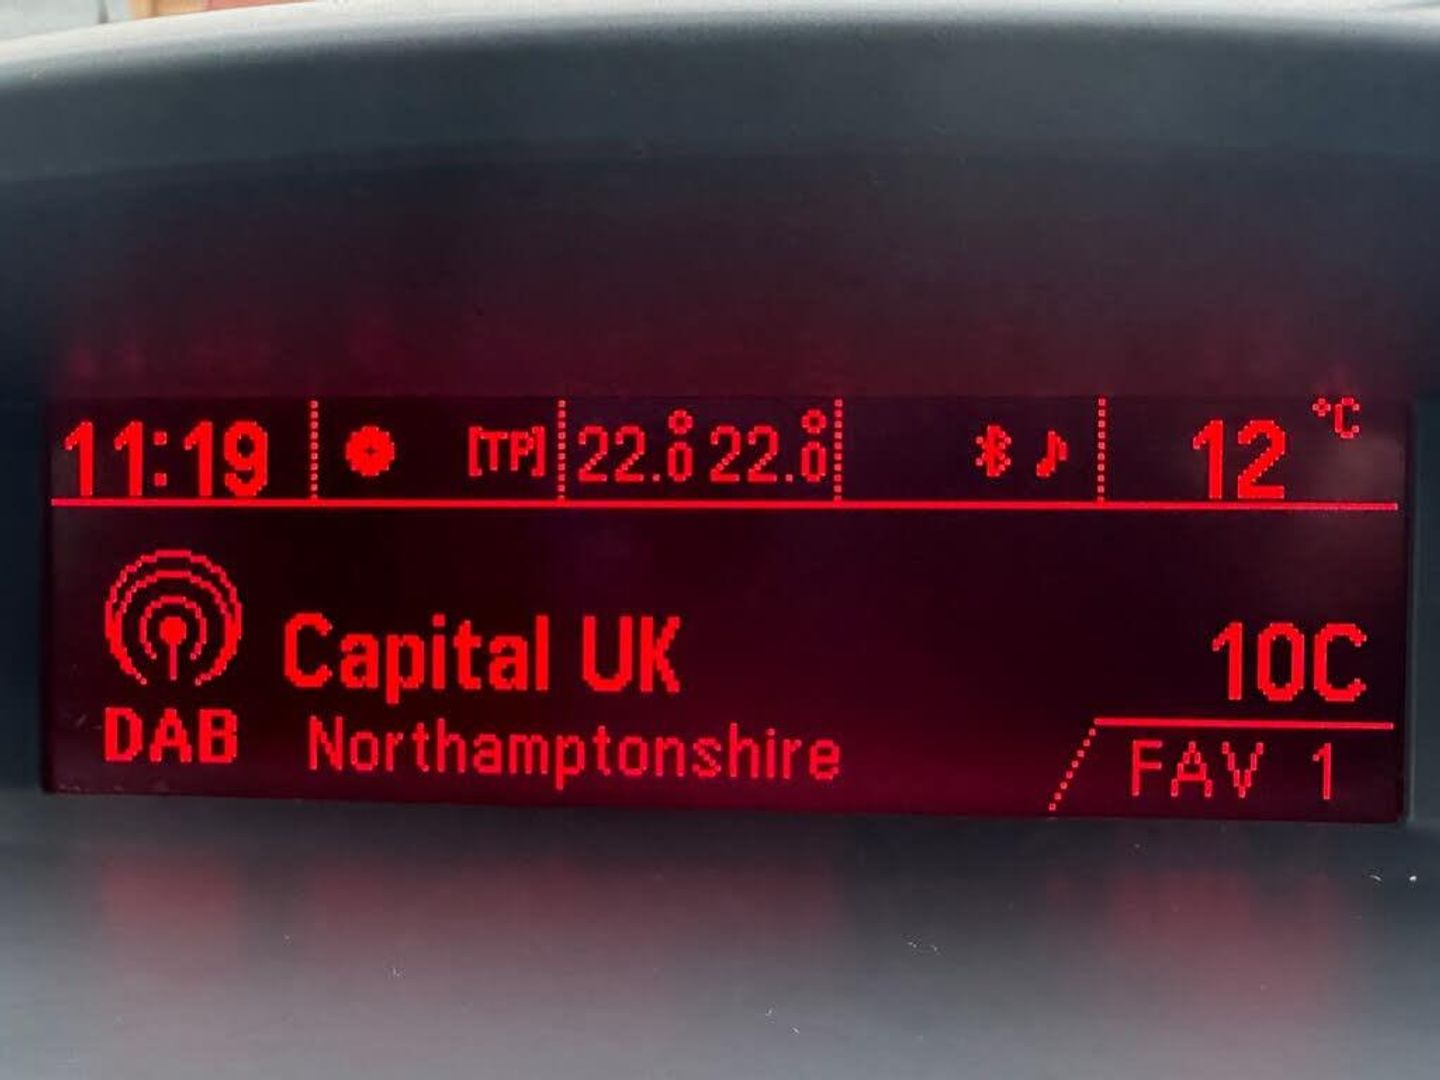 11:19 [TP] 22.0° 22.0° 12 °C
Capital UK 10C
DAB Northamptonshire FAV 1